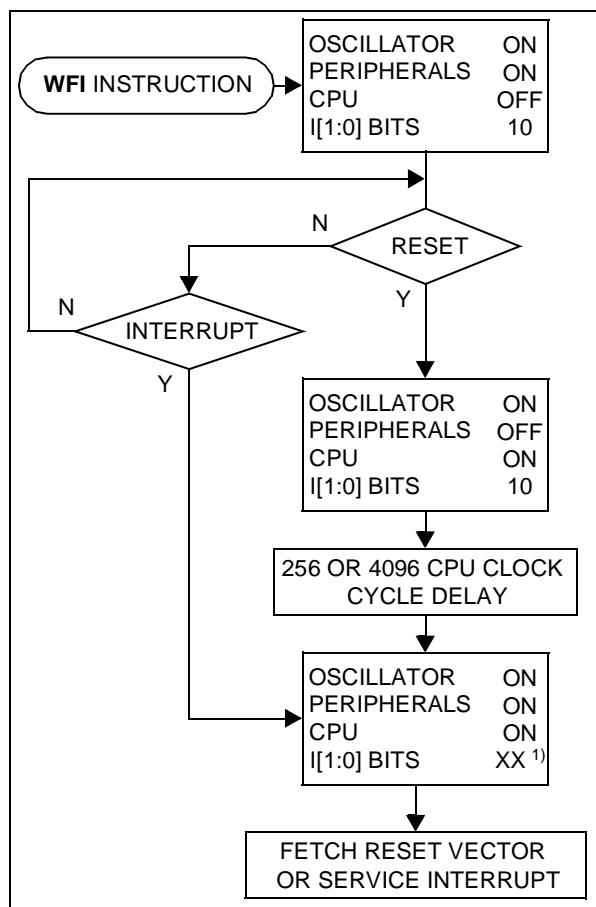 WFI INSTRUCTION
OSCILLATOR ON
PERIPHERALS ON
CPU OFF
I[1:0] BITS 10
N
RESET
Y
N
INTERRUPT
Y
OSCILLATOR ON
PERIPHERALS OFF
CPU ON
I[1:0] BITS 10
256 OR 4096 CPU CLOCK
CYCLE DELAY
OSCILLATOR ON
PERIPHERALS ON
CPU ON
I[1:0] BITS XX 1)
FETCH RESET VECTOR
OR SERVICE INTERRUPT